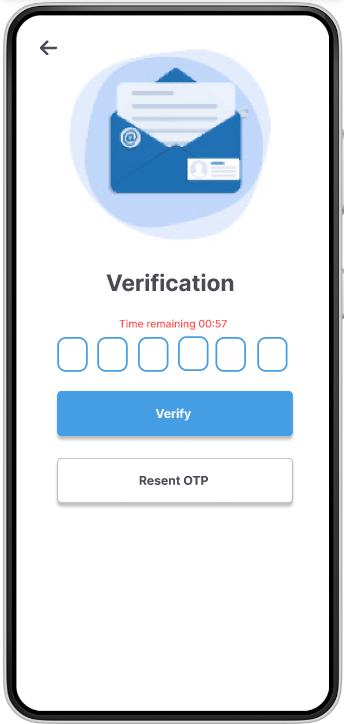 @
Verification
Time remaining 00:57
Verify
Resent OTP